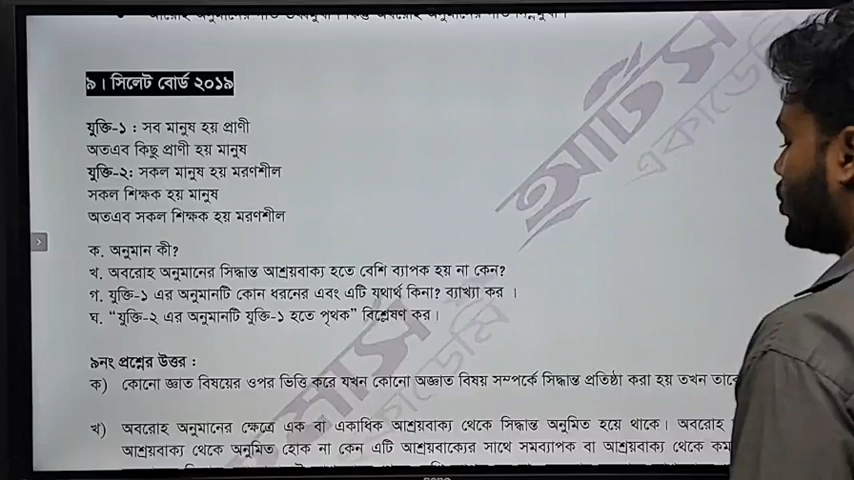 ৯। সিলেট বোর্ড ২০১৯
যুক্তি-১ : সব মানুষ হয় প্রাণী
অতএব কিছু প্রাণী হয় মানুষ
যুক্তি-২: সকল মানুষ হয় মরণশীল
সকল শিক্ষক হয় মানুষ
অতএব সকল শিক্ষক হয় মরণশীল
ক. অনুমান কী?
খ. অবরোহ অনুমানের সিদ্ধান্ত আশ্রয়বাক্য হতে বেশি ব্যাপক হয় না কেন?
গ. যুক্তি-১ এর অনুমানটি কোন ধরনের এবং এটি যথার্থ কিনা? ব্যাখ্যা কর ।
ঘ. “যুক্তি-২ এর অনুমানটি যুক্তি-১ হতে পৃথক” বিশ্লেষণ কর।
৯নং প্রশ্নের উত্তর :
ক) কোনো জ্ঞাত বিষয়ের ওপর ভিত্তি করে যখন কোনো অজ্ঞাত বিষয় সম্পর্কে সিদ্ধান্ত প্রতিষ্ঠা করা হয় তখন তাকে
খ) অবরোহ অনুমানের ক্ষেত্রে এক বা একাধিক আশ্রয়বাক্য থেকে সিদ্ধান্ত অনুমিত হয়ে থাকে। অবরোহ
আশ্রয়বাক্য থেকে অনুমিত হোক না কেন এটি আশ্রয়বাক্যের সাথে সমব্যাপক বা আশ্রয়বাক্য থেকে কম
আর্টস
একাডেমি